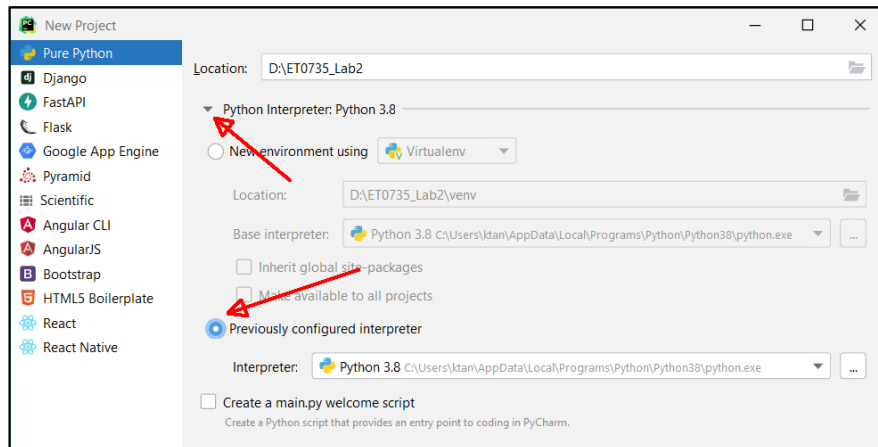 PC
New Project
Pure Python
dj Django
FastAPI
Flask
Google App Engine
Pyramid
Scientific
A Angular CLI
A AngularJS
B Bootstrap
5 HTML5 Boilerplate
React
React Native
Location: D:\ET0735_Lab2
Python Interpreter: Python 3.8
New environment using Virtualenv
Location: D:\ET0735_Lab2\venv
Base interpreter: Python 3.8 C:\Users\ktan\AppData\Local\Programs\Python\Python38\python.exe ...
Inherit global site-packages
Make available to all projects
Previously configured interpreter
Interpreter: Python 3.8 C:\Users\ktan\AppData\Local\Programs\Python\Python38\python.exe ...
Create a main.py welcome script
Create a Python script that provides an entry point to coding in PyCharm.